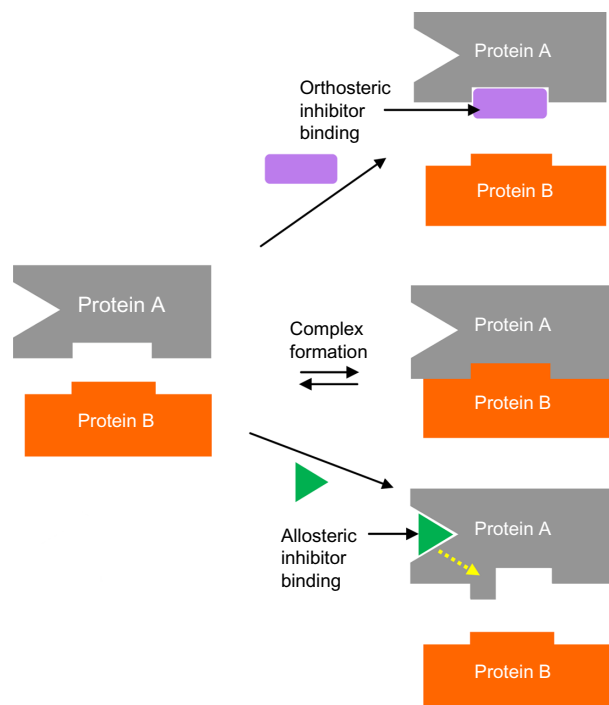 Protein A
Orthosteric
inhibitor
binding
Protein B
Protein A
Protein B
Complex
formation
Protein A
Protein B
Allosteric
inhibitor
binding
Protein A
Protein B